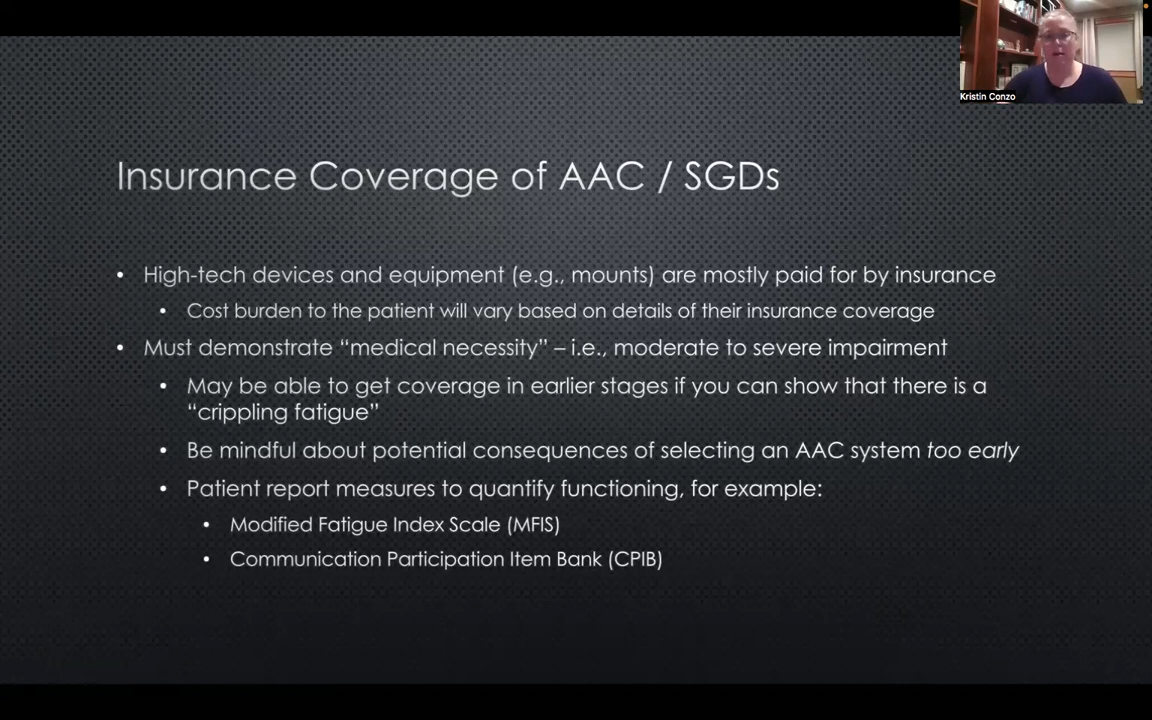 Kristin Conzo
Insurance Coverage of AAC / SGDs
• High-tech devices and equipment (e.g., mounts) are mostly paid for by insurance
• Cost burden to the patient will vary based on details of their insurance coverage
• Must demonstrate “medical necessity” – i.e., moderate to severe impairment
• May be able to get coverage in earlier stages if you can show that there is a
“crippling fatigue”
• Be mindful about potential consequences of selecting an AAC system too early
• Patient report measures to quantify functioning, for example:
• Modified Fatigue Index Scale (MFIS)
• Communication Participation Item Bank (CPIB)